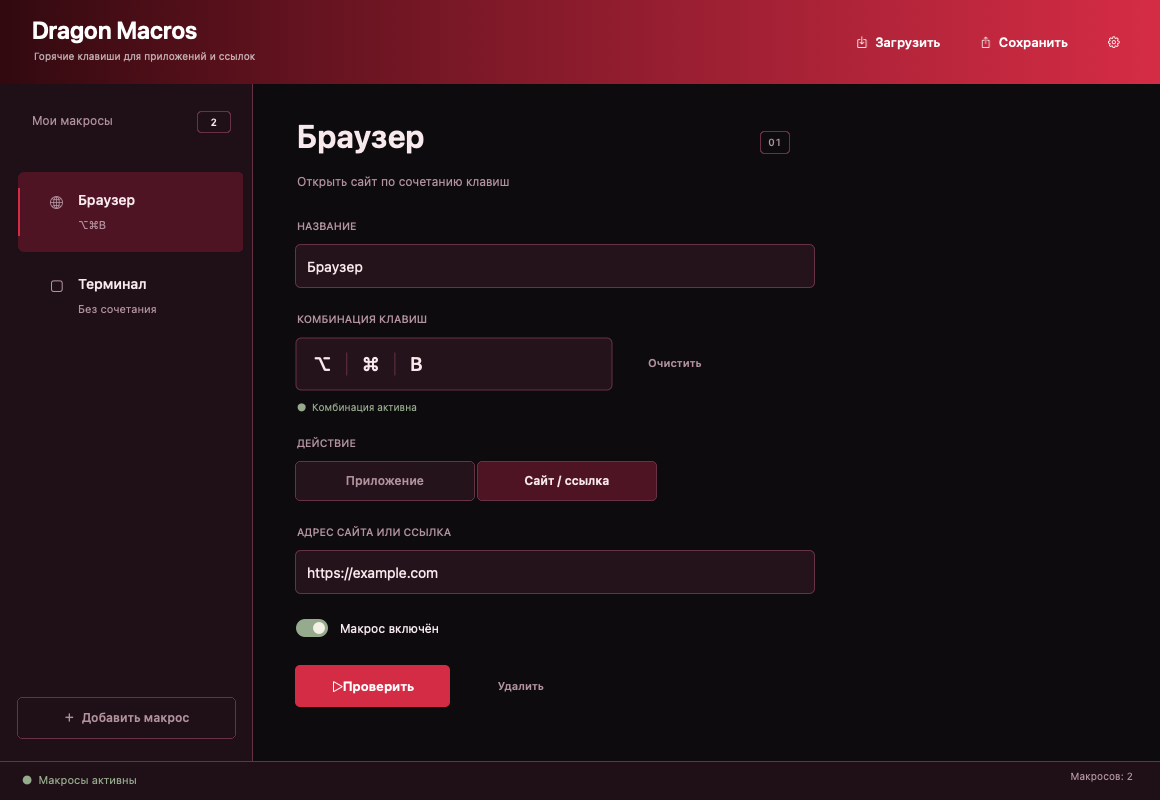 Dragon Macros
Горячие клавиши для приложений и ссылок
Загрузить
Сохранить
Мои макросы
2
Браузер
⌥⌘B
Терминал
Без сочетания
+ Добавить макрос
Браузер
01
Открыть сайт по сочетанию клавиш
НАЗВАНИЕ
Браузер
КОМБИНАЦИЯ КЛАВИШ
⌥ ⌘ B
Очистить
Комбинация активна
ДЕЙСТВИЕ
Приложение
Сайт / ссылка
АДРЕС САЙТА ИЛИ ССЫЛКА
https://example.com
Макрос включён
Проверить
Удалить
Макросы активны
Макросов: 2